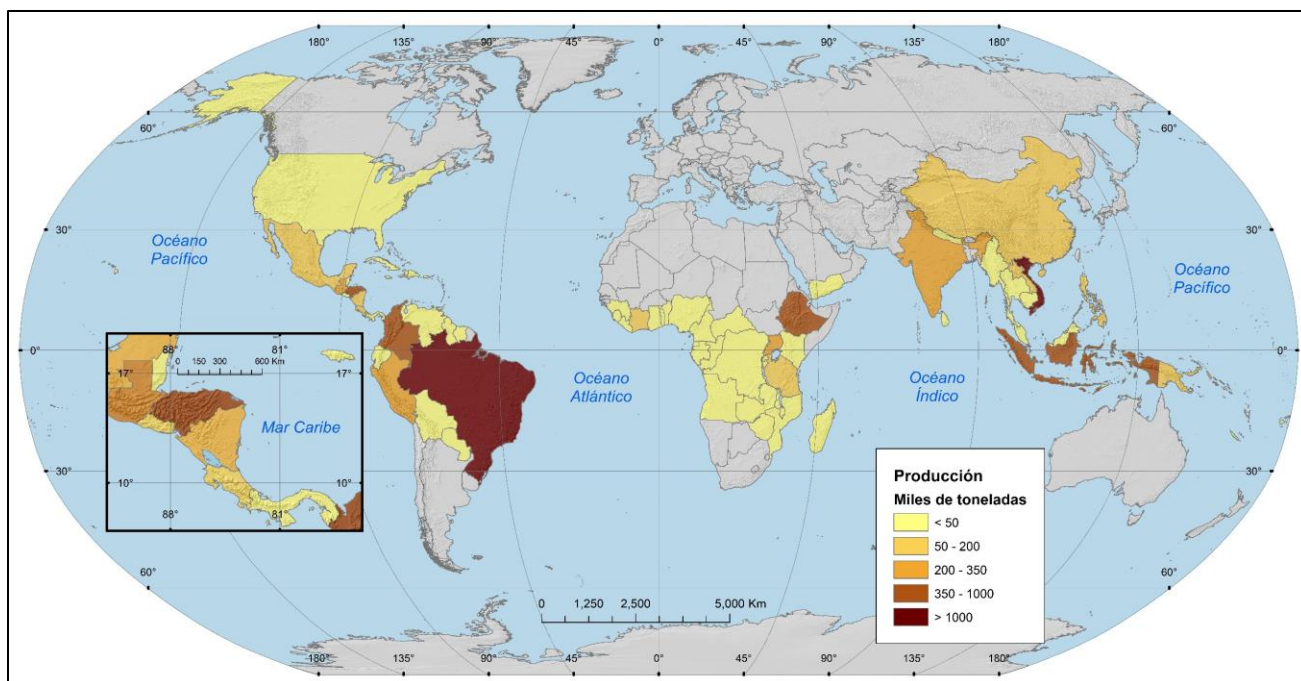 180° 135° 90° 45° 0° 45° 90° 135° 180°
60° 60°
30° 30°
Océano
Pacífico
Océano
Pacífico
88° 81°
0 150 300 600 Km
17° 17°
Mar Caribe
10° 10°
88° 81°
0° 0°
Océano
Atlántico
Océano
Índico
30° 30°
Producción
Miles de toneladas
< 50
50 - 200
200 - 350
350 - 1000
> 1000
60° 60°
0 1,250 2,500 5,000 Km
180° 135° 90° 45° 0° 45° 90° 135° 180°